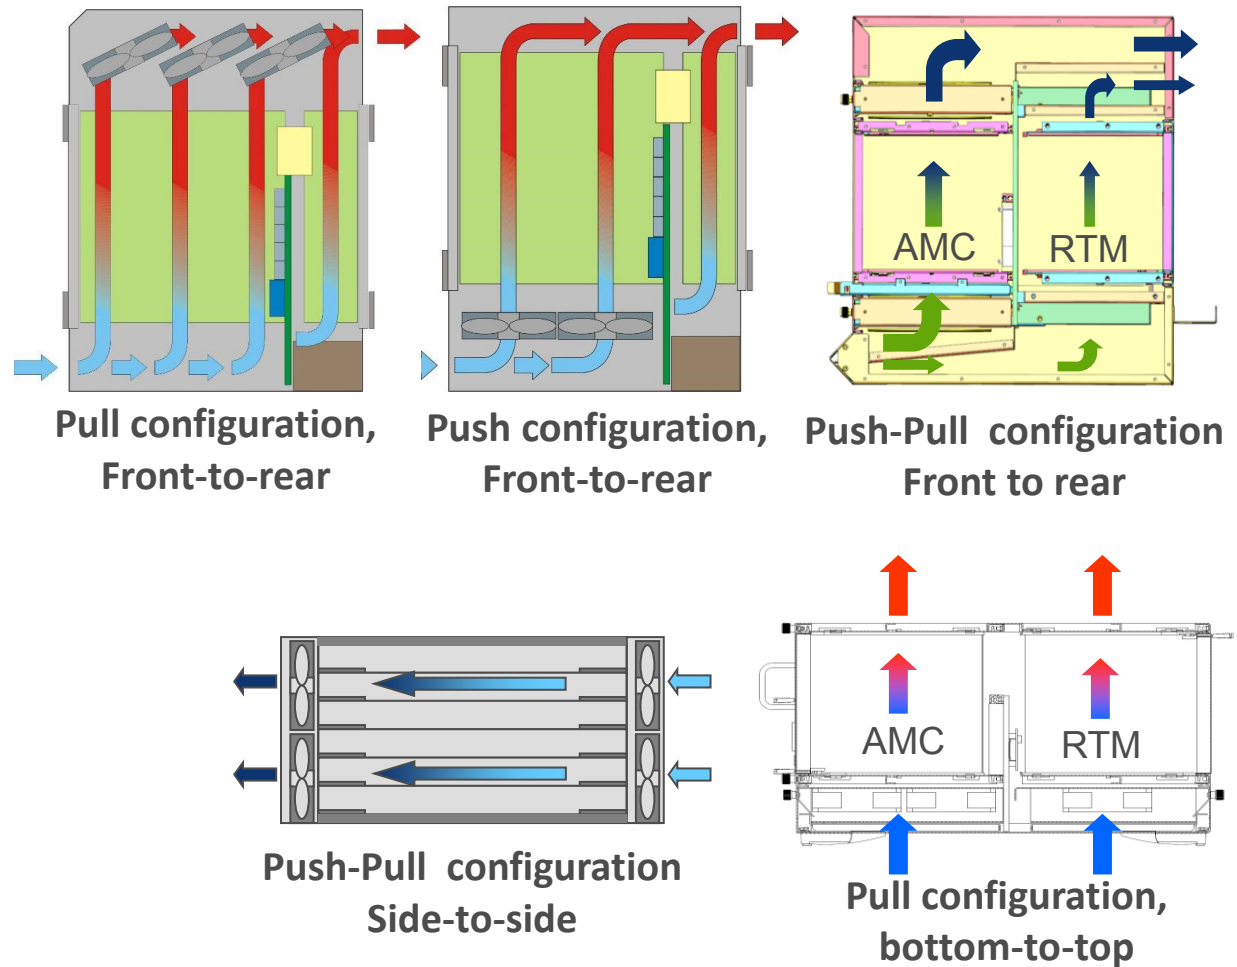 AMC
RTM
Pull configuration,
Front-to-rear
Push configuration,
Front-to-rear
Push-Pull configuration
Front to rear
AMC
RTM
Push-Pull configuration
Side-to-side
Pull configuration,
bottom-to-top